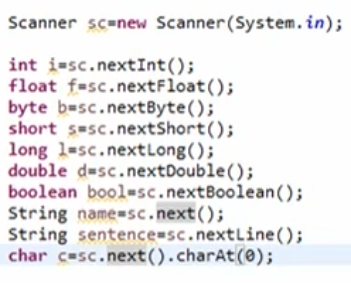 Scanner sc=new Scanner(System.in);
int i=sc.nextInt();
float f=sc.nextFloat();
byte b=sc.nextByte();
short s=sc.nextShort();
long l=sc.nextLong();
double d=sc.nextDouble();
boolean bool=sc.nextBoolean();
String name=sc.next();
String sentence=sc.nextLine();
char c=sc.next().charAt(0);